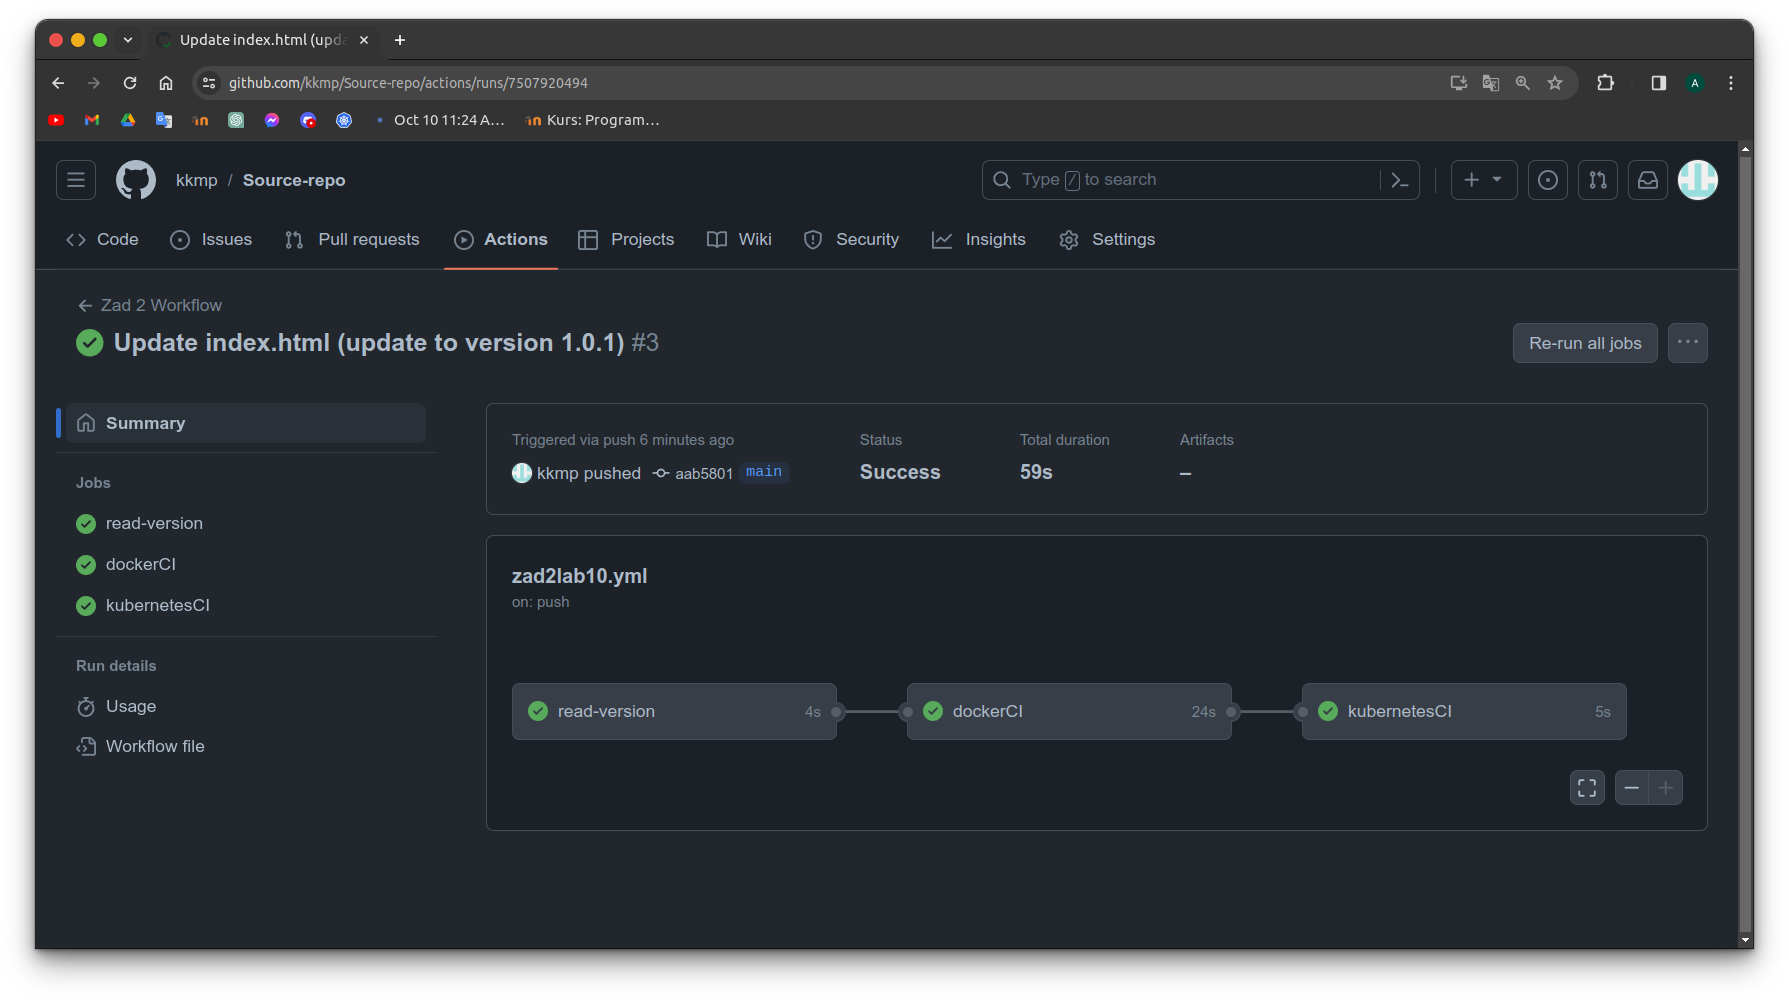 Update index.html (upda
github.com/kkmp/Source-repo/actions/runs/7507920494
A
Oct 10 11:24 A...
Kurs: Program...
kkmp / Source-repo
Type / to search
Code
Issues
Pull requests
Actions
Projects
Wiki
Security
Insights
Settings
Zad 2 Workflow
Update index.html (update to version 1.0.1) #3
Re-run all jobs
Summary
Jobs
read-version
dockerCI
kubernetesCI
Run details
Usage
Workflow file
Triggered via push 6 minutes ago
kkmp pushed aab5801 main
Status
Success
Total duration
59s
Artifacts
–
zad2lab10.yml
on: push
read-version 4s
dockerCI 24s
kubernetesCI 5s